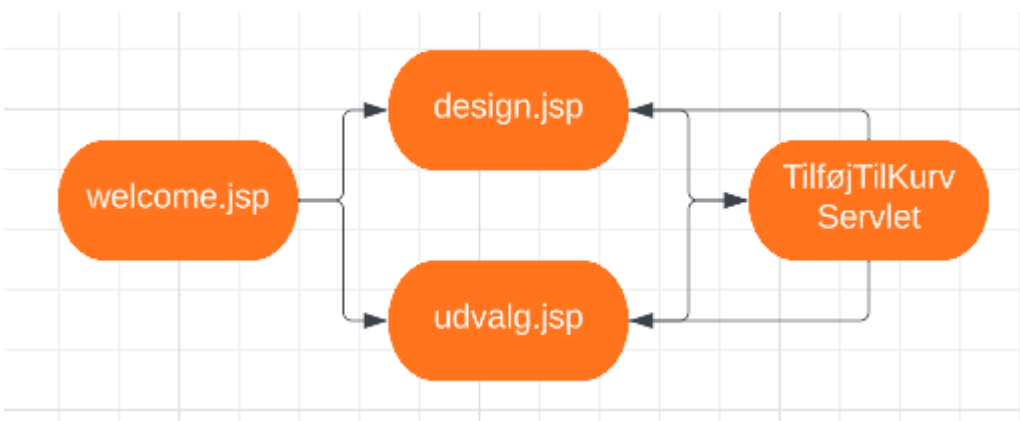 design.jsp
welcome.jsp
TilføjTilKurv
Servlet
udvalg.jsp